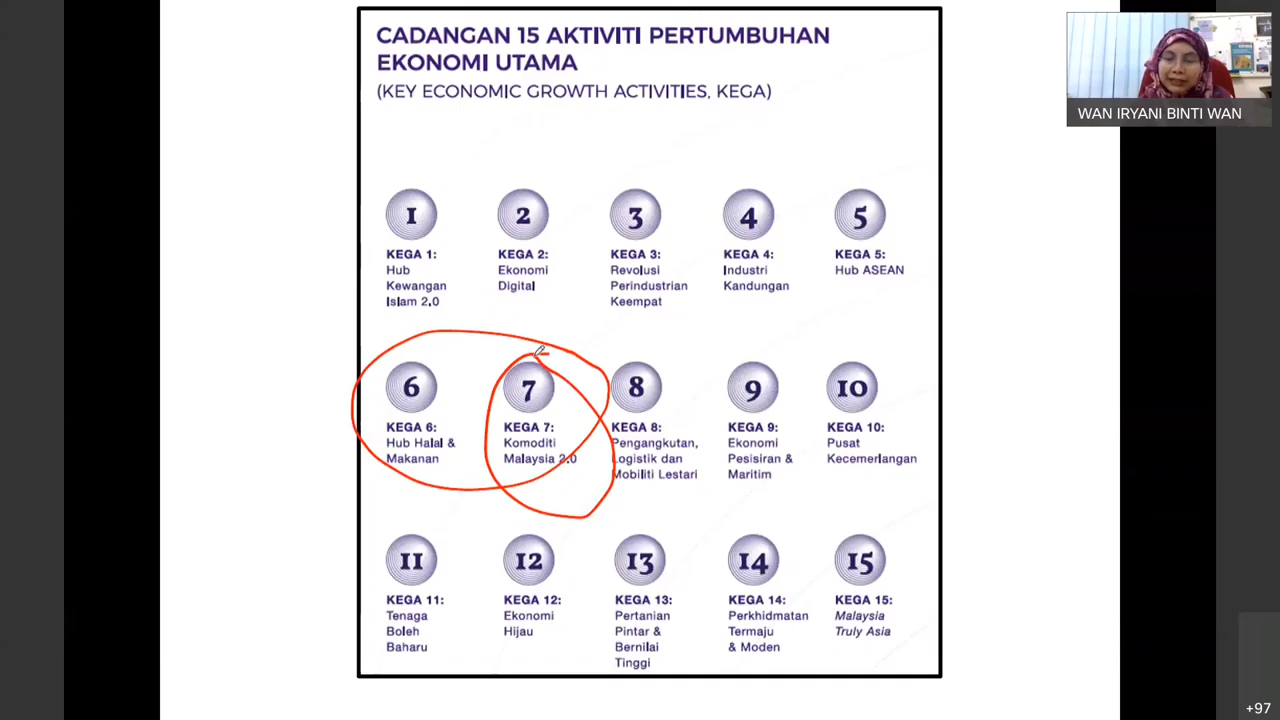 CADANGAN 15 AKTIVITI PERTUMBUHAN
EKONOMI UTAMA
(KEY ECONOMIC GROWTH ACTIVITIES, KEGA)
WAN IRYANI BINTI WAN
1
KEGA 1:
Hub
Kewangan
Islam 2.0
2
KEGA 2:
Ekonomi
Digital
3
KEGA 3:
Revolusi
Perindustrian
Keempat
4
KEGA 4:
Industri
Kandungan
5
KEGA 5:
Hub ASEAN
6
KEGA 6:
Hub Halal &
Makanan
7
KEGA 7:
Komoditi
Malaysia 2.0
8
KEGA 8:
Pengangkutan,
Logistik dan
Mobiliti Lestari
9
KEGA 9:
Ekonomi
Pesisiran &
Maritim
10
KEGA 10:
Pusat
Kecemerlangan
11
KEGA 11:
Tenaga
Boleh
Baharu
12
KEGA 12:
Ekonomi
Hijau
13
KEGA 13:
Pertanian
Pintar &
Bernilai
Tinggi
14
KEGA 14:
Perkhidmatan
Termaju
& Moden
15
KEGA 15:
Malaysia
Truly Asia
+97